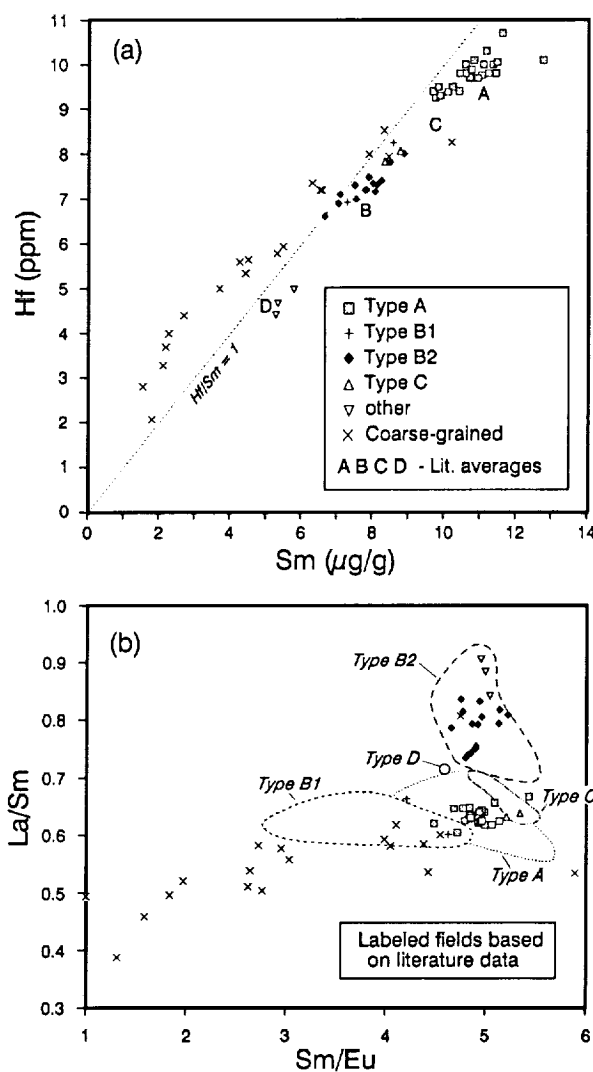 (a)
11
10
9
8
7
6
5
4
3
2
1
0
Hf (ppm)
A
C
B
D
Hf/Sm = 1
Type A
Type B1
Type B2
Type C
other
Coarse-grained
A B C D - Lit. averages
0 2 4 6 8 10 12 14
Sm (µg/g)
(b)
1.0
0.9
0.8
0.7
0.6
0.5
0.4
0.3
La/Sm
Type B2
Type D
Type B1
Type C
Type A
Labeled fields based
on literature data
1 2 3 4 5 6
Sm/Eu